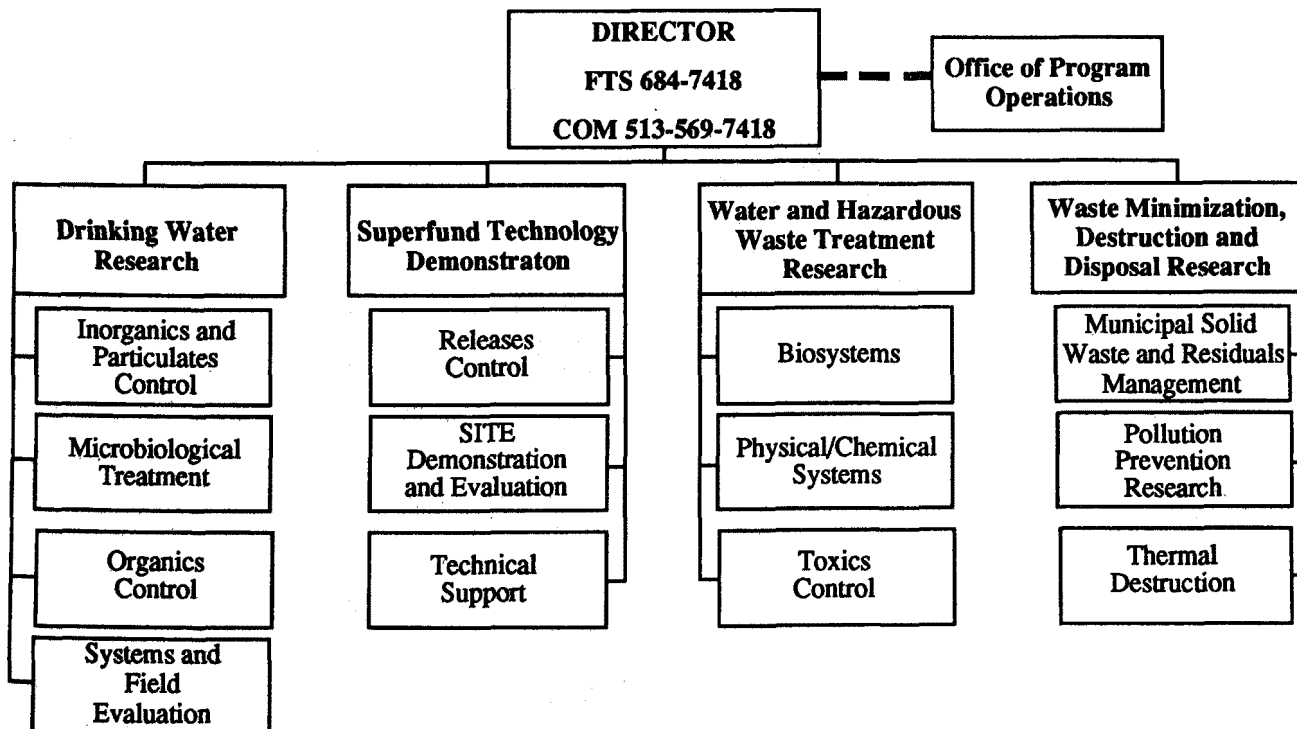 DIRECTOR
FTS 684-7418
COM 513-569-7418
Office of Program
Operations
Drinking Water
Research
Inorganics and
Particulates
Control
Microbiological
Treatment
Organics
Control
Systems and
Field
Evaluation
Superfund Technology
Demonstraton
Releases
Control
SITE
Demonstration
and Evaluation
Technical
Support
Water and Hazardous
Waste Treatment
Research
Biosystems
Physical/Chemical
Systems
Toxics
Control
Waste Minimization,
Destruction and
Disposal Research
Municipal Solid
Waste and Residuals
Management
Pollution
Prevention
Research
Thermal
Destruction